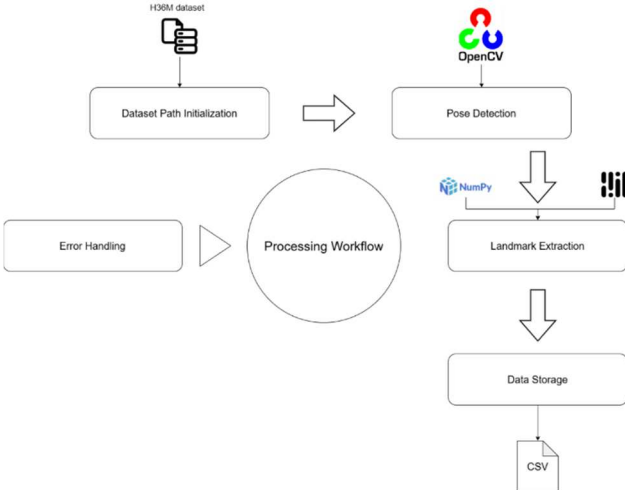 H36M dataset
OpenCV
Dataset Path Initialization
Pose Detection
NumPy
Error Handling
Processing Workflow
Landmark Extraction
Data Storage
CSV